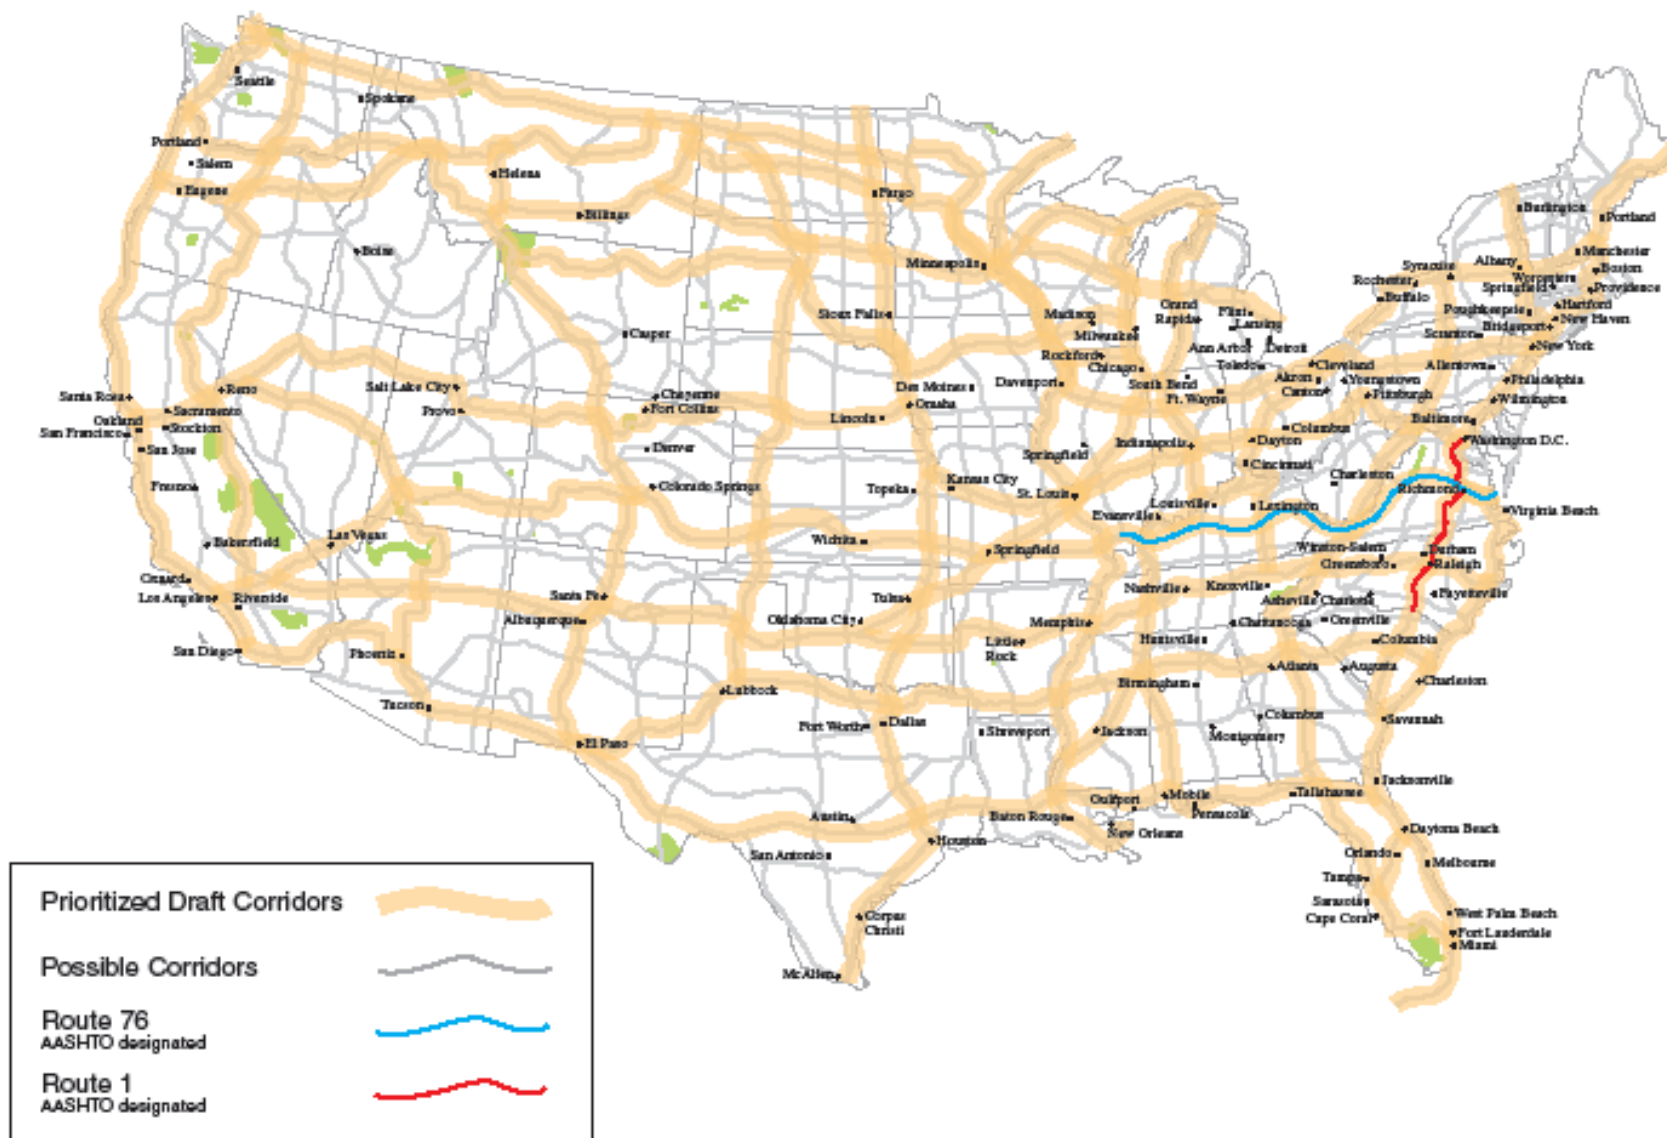 Seattle
Spokane
Portland
Salem
Eugene
Helena
Billings
Boise
Fargo
Minneapolis
Sioux Falls
Casper
Burlington
Portland
Manchester
Syracuse
Albany
Boston
Rochester
Worcester
Springfield
Providence
Buffalo
Hartford
Poughkeepsie
New Haven
Bridgeport
Scranton
New York
Madison
Milwaukee
Grand
Rapids
Flint
Lansing
Ann Arbor
Detroit
Rockford
Chicago
Toledo
Cleveland
Allentown
South Bend
Akron
Youngstown
Philadelphia
Davenport
Ft. Wayne
Canton
Pittsburgh
Wilmington
Des Moines
Omaha
Baltimore
Lincoln
Washington D.C.
Santa Rosa
Reno
Salt Lake City
Cheyenne
Fort Collins
Provo
Oakland
Sacramento
San Francisco
Stockton
San Jose
Denver
Fresno
Colorado Springs
Topeka
Kansas City
Springfield
Indianapolis
Columbus
Dayton
Cincinnati
Charleston
St. Louis
Louisville
Lexington
Richmond
Evansville
Virginia Beach
Bakersfield
Las Vegas
Wichita
Springfield
Winston-Salem
Durham
Greensboro
Raleigh
Oxnard
Los Angeles
Riverside
Santa Fe
Albuquerque
Tulsa
Oklahoma City
Nashville
Knoxville
Asheville
Charlotte
Fayetteville
Memphis
Chattanooga
Greenville
San Diego
Phoenix
Little
Rock
Huntsville
Columbia
Atlanta
Augusta
Birmingham
Charleston
Tucson
Lubbock
Fort Worth
Dallas
Shreveport
Jackson
Columbus
Montgomery
Savannah
El Paso
Jacksonville
Austin
Baton Rouge
Gulfport
Mobile
Pensacola
Tallahassee
New Orleans
Houston
San Antonio
Daytona Beach
Orlando
Melbourne
Tampa
Sarasota
Cape Coral
West Palm Beach
Fort Lauderdale
Miami
Corpus
Christi
McAllen
Prioritized Draft Corridors
Possible Corridors
Route 76
AASHTO designated
Route 1
AASHTO designated